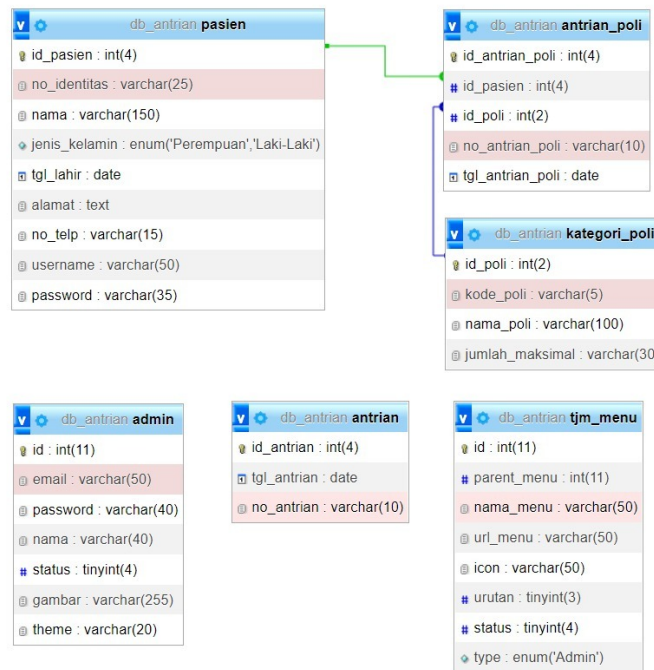 db_antrian pasien
id_pasien : int(4)
no_identitas : varchar(25)
nama : varchar(150)
jenis_kelamin : enum('Perempuan','Laki-Laki')
tgl_lahir : date
alamat : text
no_telp : varchar(15)
username : varchar(50)
password : varchar(35)
db_antrian antrian_poli
id_antrian_poli : int(4)
# id_pasien : int(4)
# id_poli : int(2)
no_antrian_poli : varchar(10)
tgl_antrian_poli : date
db_antrian kategori_poli
id_poli : int(2)
kode_poli : varchar(5)
nama_poli : varchar(100)
jumlah_maksimal : varchar(30
db_antrian admin
id : int(11)
email : varchar(50)
password : varchar(40)
nama : varchar(40)
# status : tinyint(4)
gambar : varchar(255)
theme : varchar(20)
db_antrian antrian
id_antrian : int(4)
tgl_antrian : date
no_antrian : varchar(10)
db_antrian tjm_menu
id : int(11)
# parent_menu : int(11)
nama_menu : varchar(50)
url_menu : varchar(50)
icon : varchar(50)
# urutan : tinyint(3)
# status : tinyint(4)
type : enum('Admin')